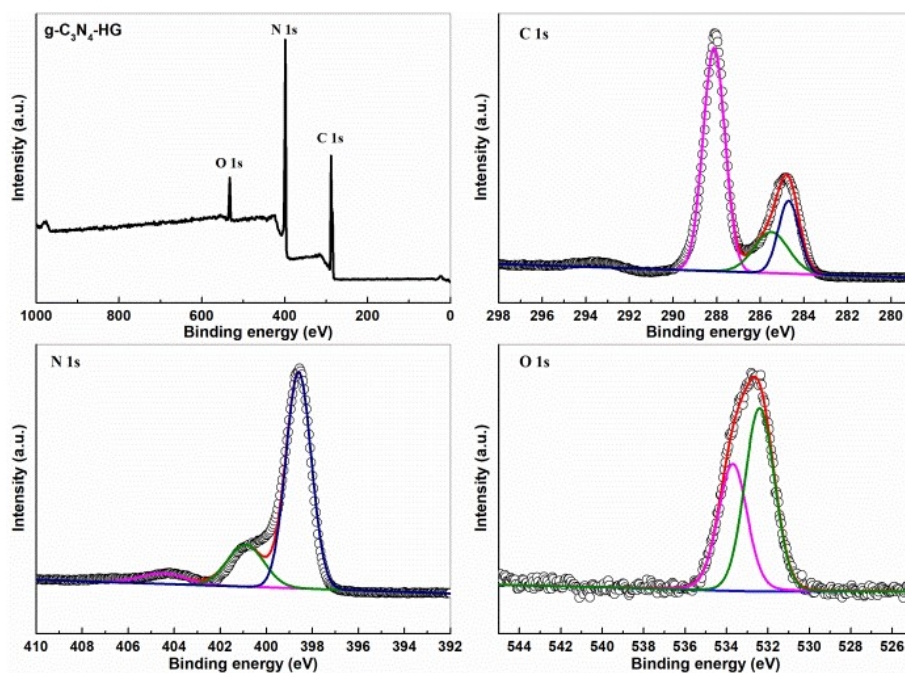 g-C₃N₄-HG
N 1s
C 1s
O 1s
Intensity (a.u.)
1000 800 600 400 200 0
Binding energy (eV)
C 1s
Intensity (a.u.)
298 296 294 292 290 288 286 284 282 280
Binding energy (eV)
N 1s
Intensity (a.u.)
410 408 406 404 402 400 398 396 394 392
Binding energy (eV)
O 1s
Intensity (a.u.)
544 542 540 538 536 534 532 530 528 526
Binding energy (eV)